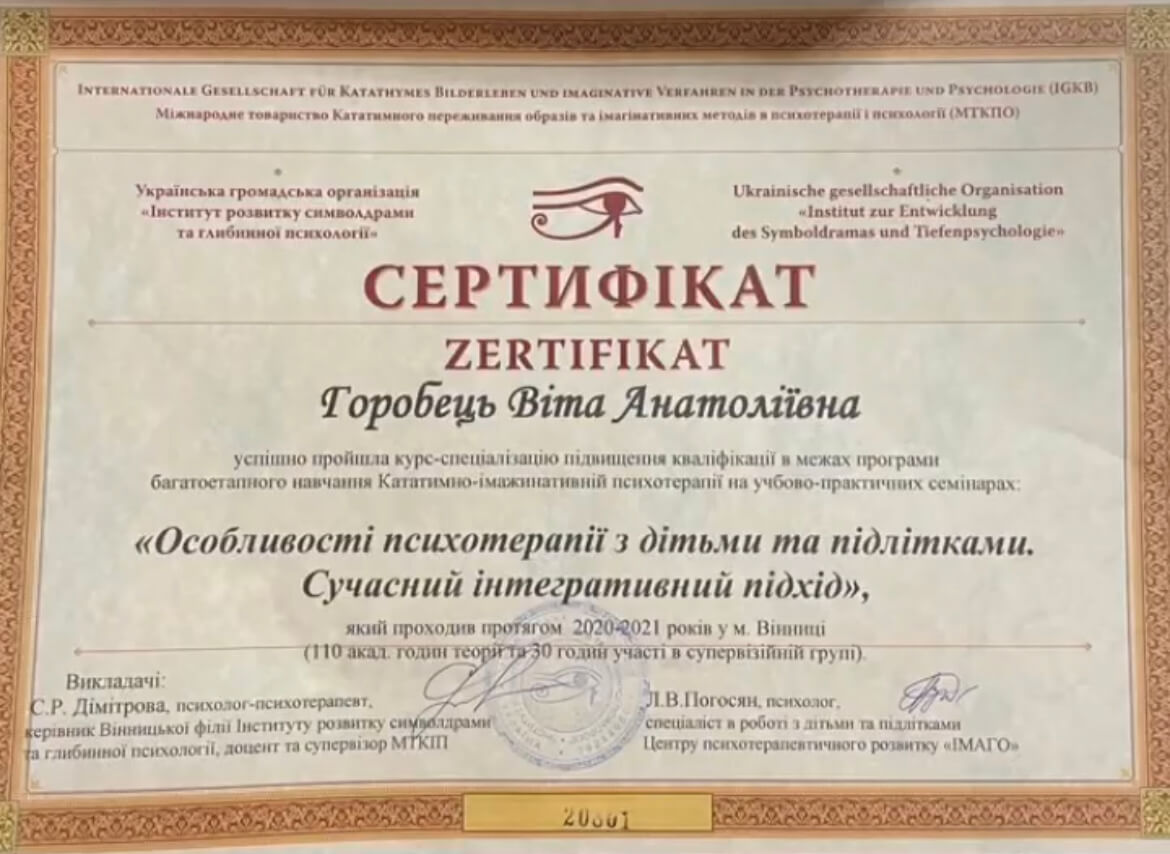 Internationale Gesellschaft für Katathymes Bilderleben und imaginative Verfahren in der Psychotherapie und Psychologie (IGKB)
Міжнародне товариство Кататимного переживання образів та імагінативних методів в психотерапії і психології (МТКПО)
Українська громадська організація
«Інститут розвитку символдрами
та глибинної психології»
Ukrainische gesellschaftliche Organisation
«Institut zur Entwicklung
des Symboldramas und Tiefenpsychologie»
СЕРТИФІКАТ
ZERTIFIKAT
Горобець Віта Анатоліївна
успішно пройшла курс-спеціалізацію підвищення кваліфікації в межах програми
багатоетапного навчання Кататимно-імажинативній психотерапії на учбово-практичних семінарах:
«Особливості психотерапії з дітьми та підлітками.
Сучасний інтегративний підхід»,
який проходив протягом 2020-2021 років у м. Вінниці
(110 акад. годин теорії та 30 годин участі в супервізійній групі).
Викладачі:
С.Р. Дімітрова, психолог-психотерапевт,
керівник Вінницької філії Інституту розвитку символдрами
та глибинної психології, доцент та супервізор МТКПП
Л.В.Погосян, психолог,
спеціаліст в роботі з дітьми та підлітками
Центру психотерапевтичного розвитку «ІМАГО»